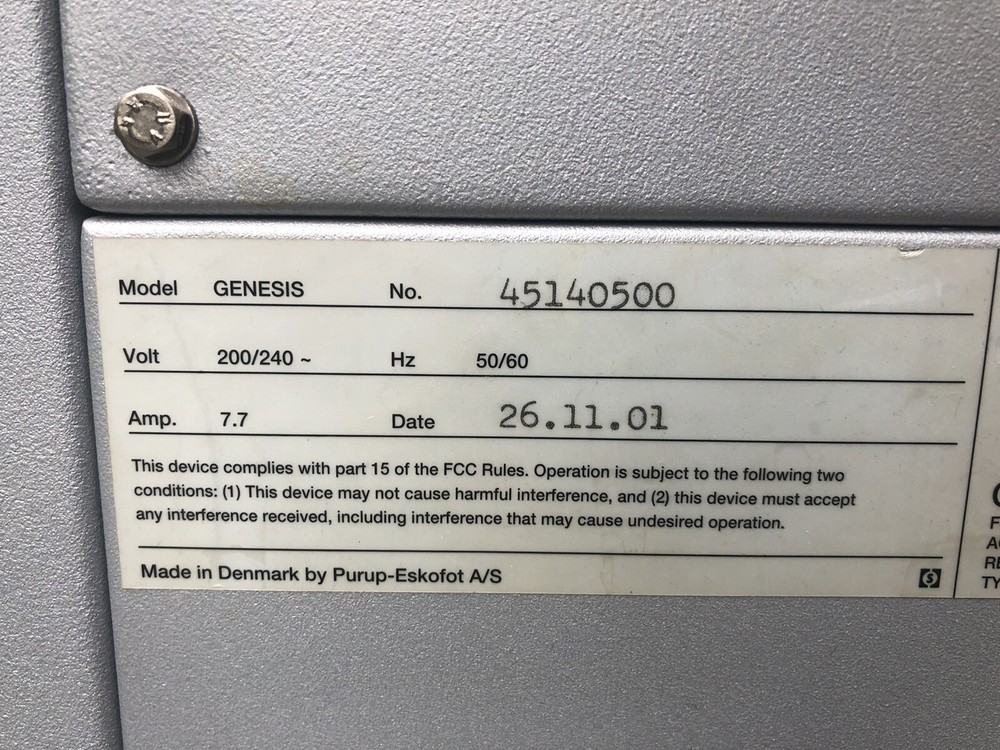 Model GENESIS No. 45140500
Volt 200/240 ~ Hz 50/60
Amp. 7.7 Date 26.11.01
This device complies with part 15 of the FCC Rules. Operation is subject to the following two
conditions: (1) This device may not cause harmful interference, and (2) this device must accept
any interference received, including interference that may cause undesired operation.
Made in Denmark by Purup-Eskofot A/S